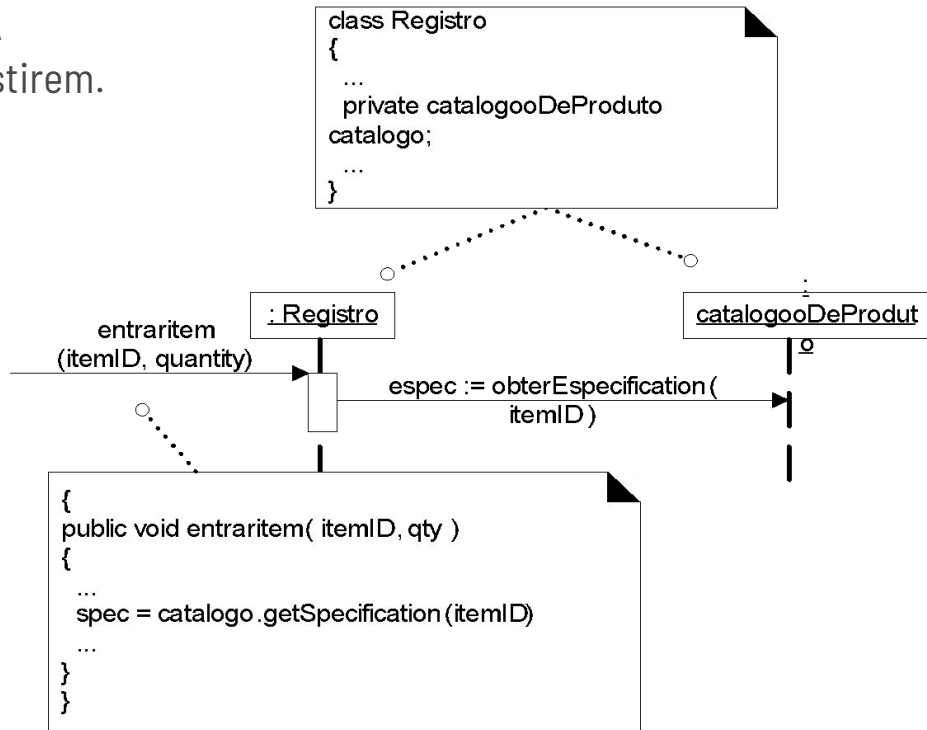 stirem.
class Registro
{
...
private catalogooDeProduto
catalogo;
...
}
: Registro
:
catalogooDeProdut
o
entraritem
(itemID, quantity)
espec := obterEspecification (
itemID )
{
public void entraritem( itemID, qty )
{
...
spec = catalogo .getSpecification (itemID)
...
}
}